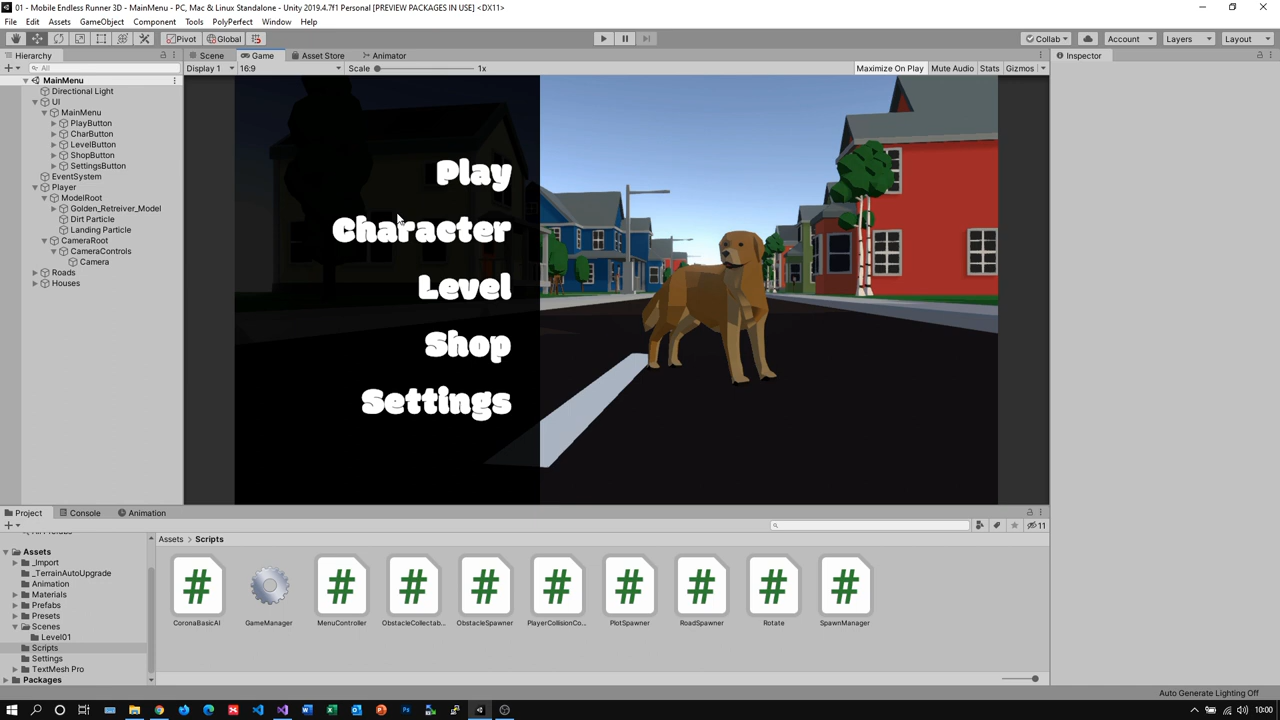 01 - Mobile Endless Runner 3D - MainMenu - PC, Mac & Linux Standalone - Unity 2019.4.7f1 Personal [PREVIEW PACKAGES IN USE] <DX11>
File Edit Assets GameObject Component Tools PolyPerfect Window Help
Pivot Global Collab Account Layers Layout
Hierarchy Scene Game Asset Store Animator Inspector
All Display 1 16:9 Scale 1x Maximize On Play Mute Audio Stats Gizmos
MainMenu
Directional Light
UI
MainMenu
PlayButton
CharButton
LevelButton
ShopButton
SettingsButton
EventSystem
Player
ModelRoot
Golden_Retreiver_Model
Dirt Particle
Landing Particle
CameraRoot
CameraControls
Camera
Roads
Houses
Play
Character
Level
Shop
Settings
Project Console Animation
11
Assets
_Import
_TerrainAutoUpgrade
Animation
Materials
Prefabs
Presets
Scenes
Level01
Scripts
Settings
TextMesh Pro
Packages
Assets Scripts
CoronaBasicAI GameManager MenuController ObstacleCollectab... ObstacleSpawner PlayerCollisionCo... PlotSpawner RoadSpawner Rotate SpawnManager
Auto Generate Lighting Off
10:00